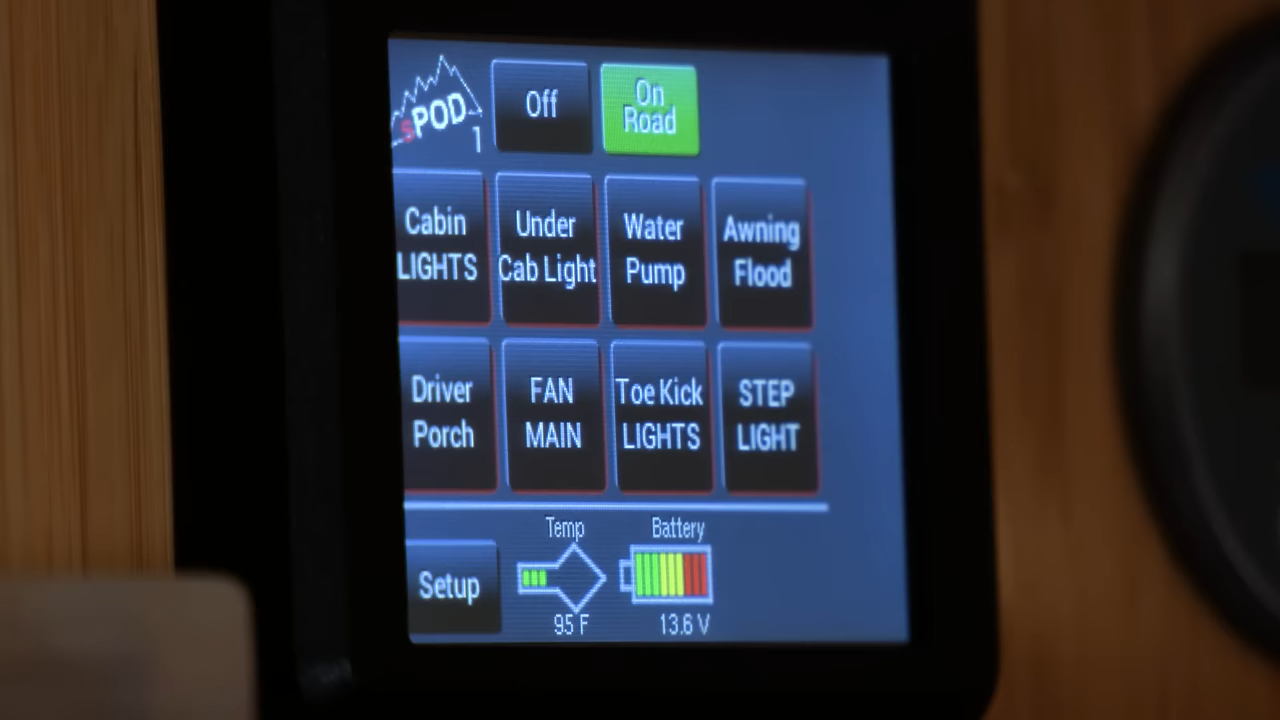 sPOD
1
Off
On
Road
Cabin
LIGHTS
Under
Cab Light
Water
Pump
Awning
Flood
Driver
Porch
FAN
MAIN
Toe Kick
LIGHTS
STEP
LIGHT
Setup
Temp
95 F
Battery
13.6 V